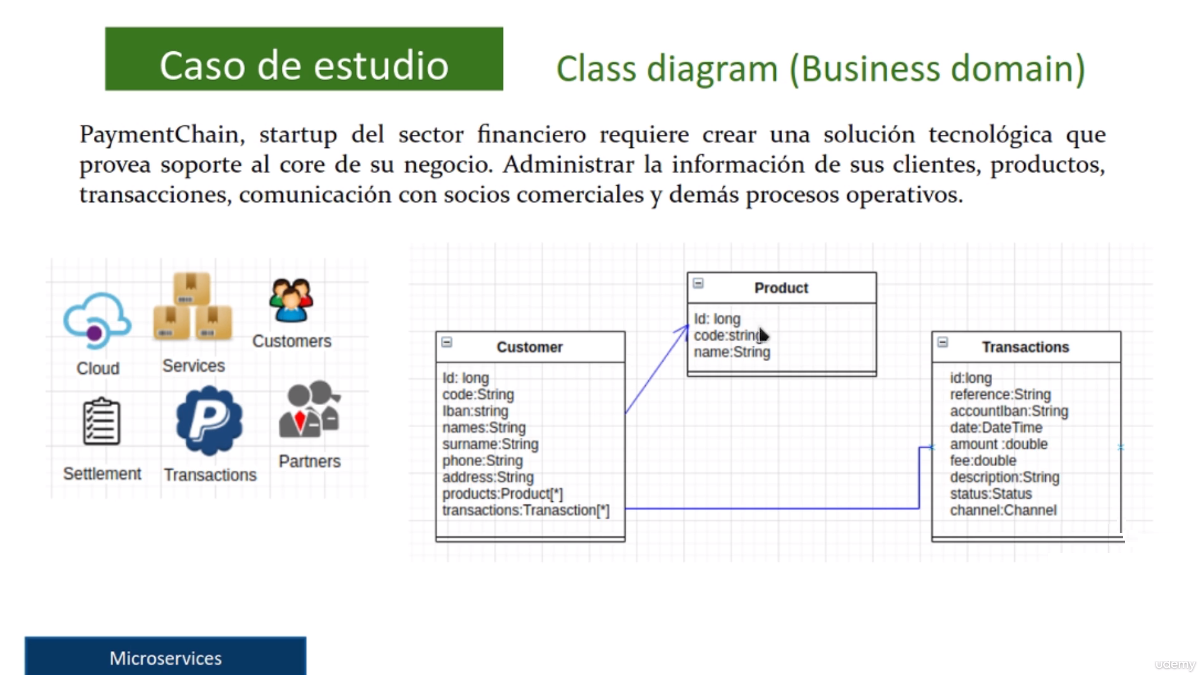 Caso de estudio
Class diagram (Business domain)
PaymentChain, startup del sector financiero requiere crear una solución tecnológica que
provea soporte al core de su negocio. Administrar la información de sus clientes, productos,
transacciones, comunicación con socios comerciales y demás procesos operativos.
Cloud
Services
Customers
Settlement
Transactions
Partners
Customer
Id: long
code:String
Iban:string
names:String
surname:String
phone:String
address:String
products:Product[*]
transactions:Tranasction[*]
Product
Id: long
code:string
name:String
Transactions
id:long
reference:String
accountIban:String
date:DateTime
amount :double
fee:double
description:String
status:Status
channel:Channel
Microservices
udemy